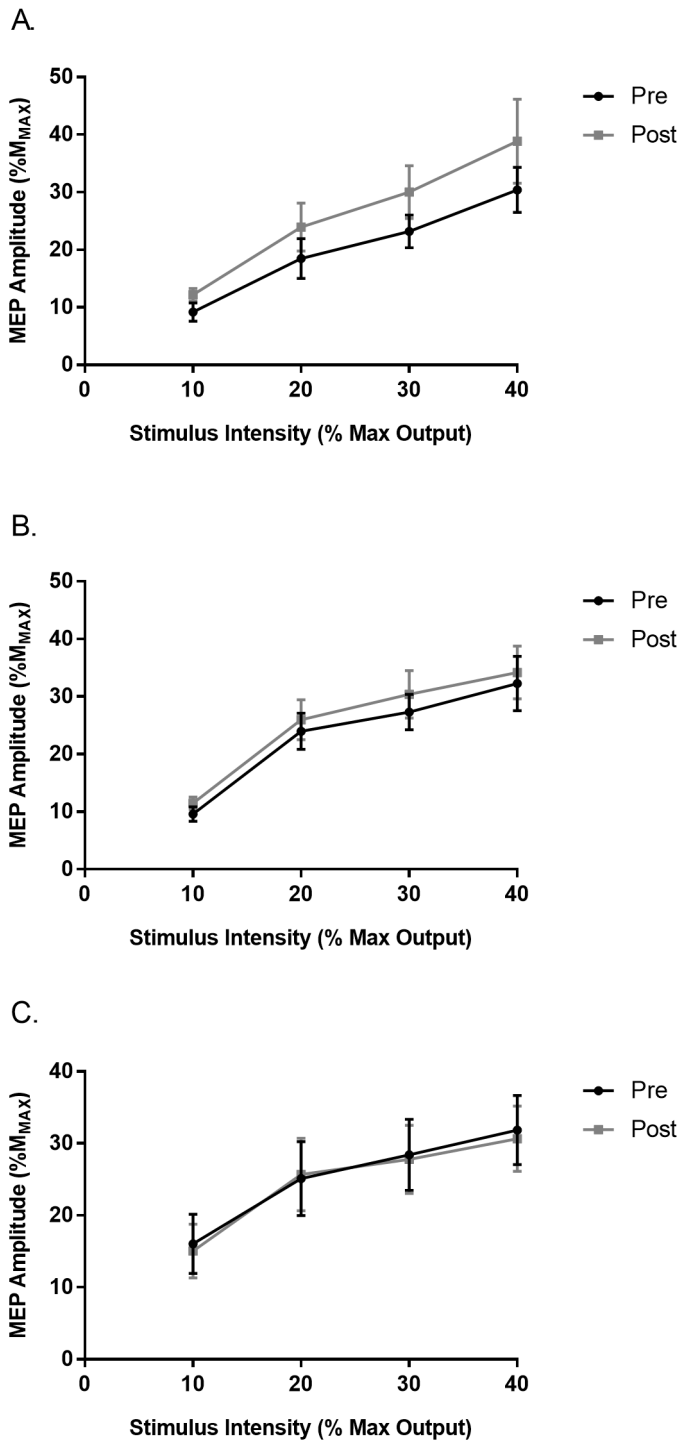 A.
50
40
30
20
10
0
MEP Amplitude (%MMAX)
0 10 20 30 40
Stimulus Intensity (% Max Output)
Pre
Post
B.
50
40
30
20
10
0
MEP Amplitude (%MMAX)
0 10 20 30 40
Stimulus Intensity (% Max Output)
Pre
Post
C.
40
30
20
10
0
MEP Amplitude (%MMAX)
0 10 20 30 40
Stimulus Intensity (% Max Output)
Pre
Post